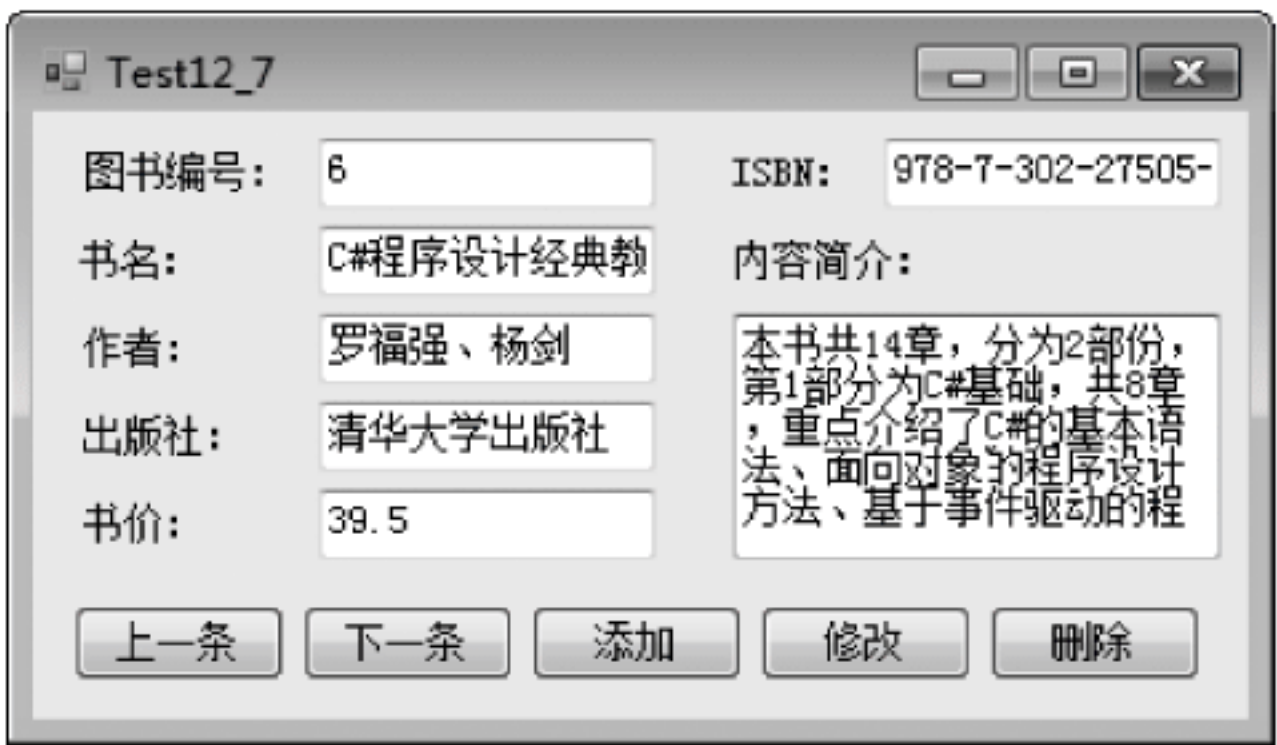 Test12_7
图书编号: 6 ISBN: 978-7-302-27505-
书名: C#程序设计经典教 内容简介:
作者: 罗福强、杨剑
出版社: 清华大学出版社
书价: 39.5
本书共14章，分为2部份，
第1部分为C#基础，共8章
，重点介绍了C#的基本语
法、面向对象的程序设计
方法、基于事件驱动的程
上一条 下一条 添加 修改 删除